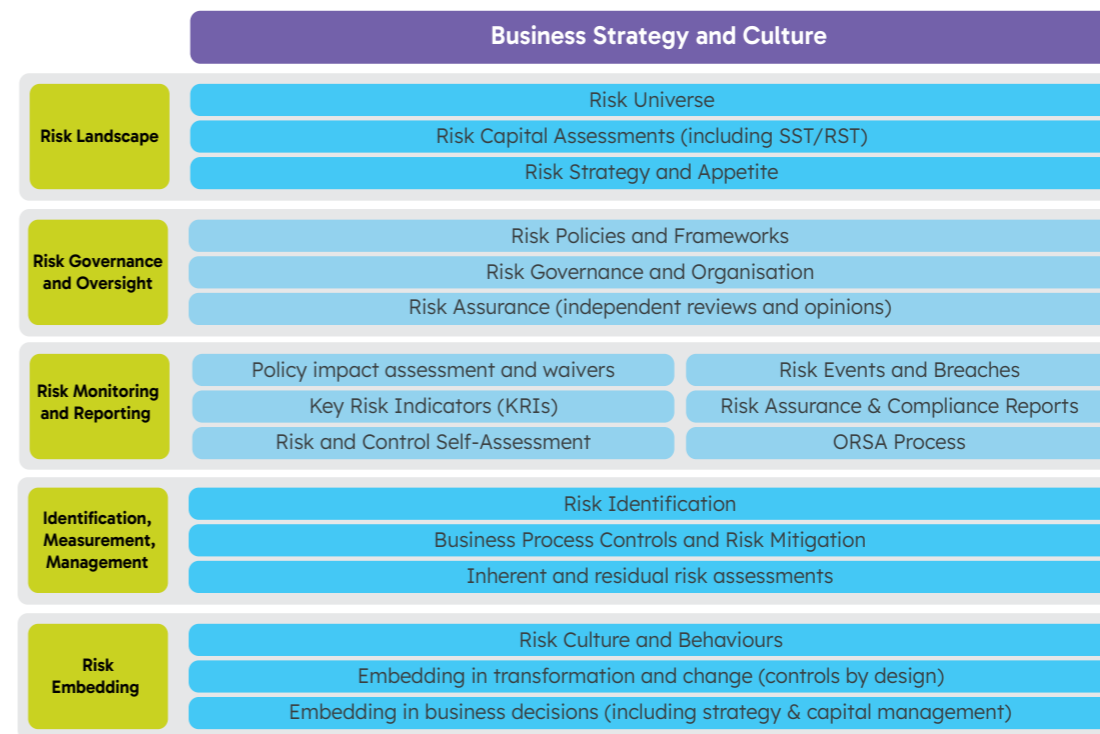 Business Strategy and Culture
Risk Landscape
Risk Universe
Risk Capital Assessments (including SST/RST)
Risk Strategy and Appetite
Risk Governance
and Oversight
Risk Policies and Frameworks
Risk Governance and Organisation
Risk Assurance (independent reviews and opinions)
Risk Monitoring
and Reporting
Policy impact assessment and waivers
Key Risk Indicators (KRIs)
Risk and Control Self-Assessment
Risk Events and Breaches
Risk Assurance & Compliance Reports
ORSA Process
Identification,
Measurement,
Management
Risk Identification
Business Process Controls and Risk Mitigation
Inherent and residual risk assessments
Risk
Embedding
Risk Culture and Behaviours
Embedding in transformation and change (controls by design)
Embedding in business decisions (including strategy & capital management)